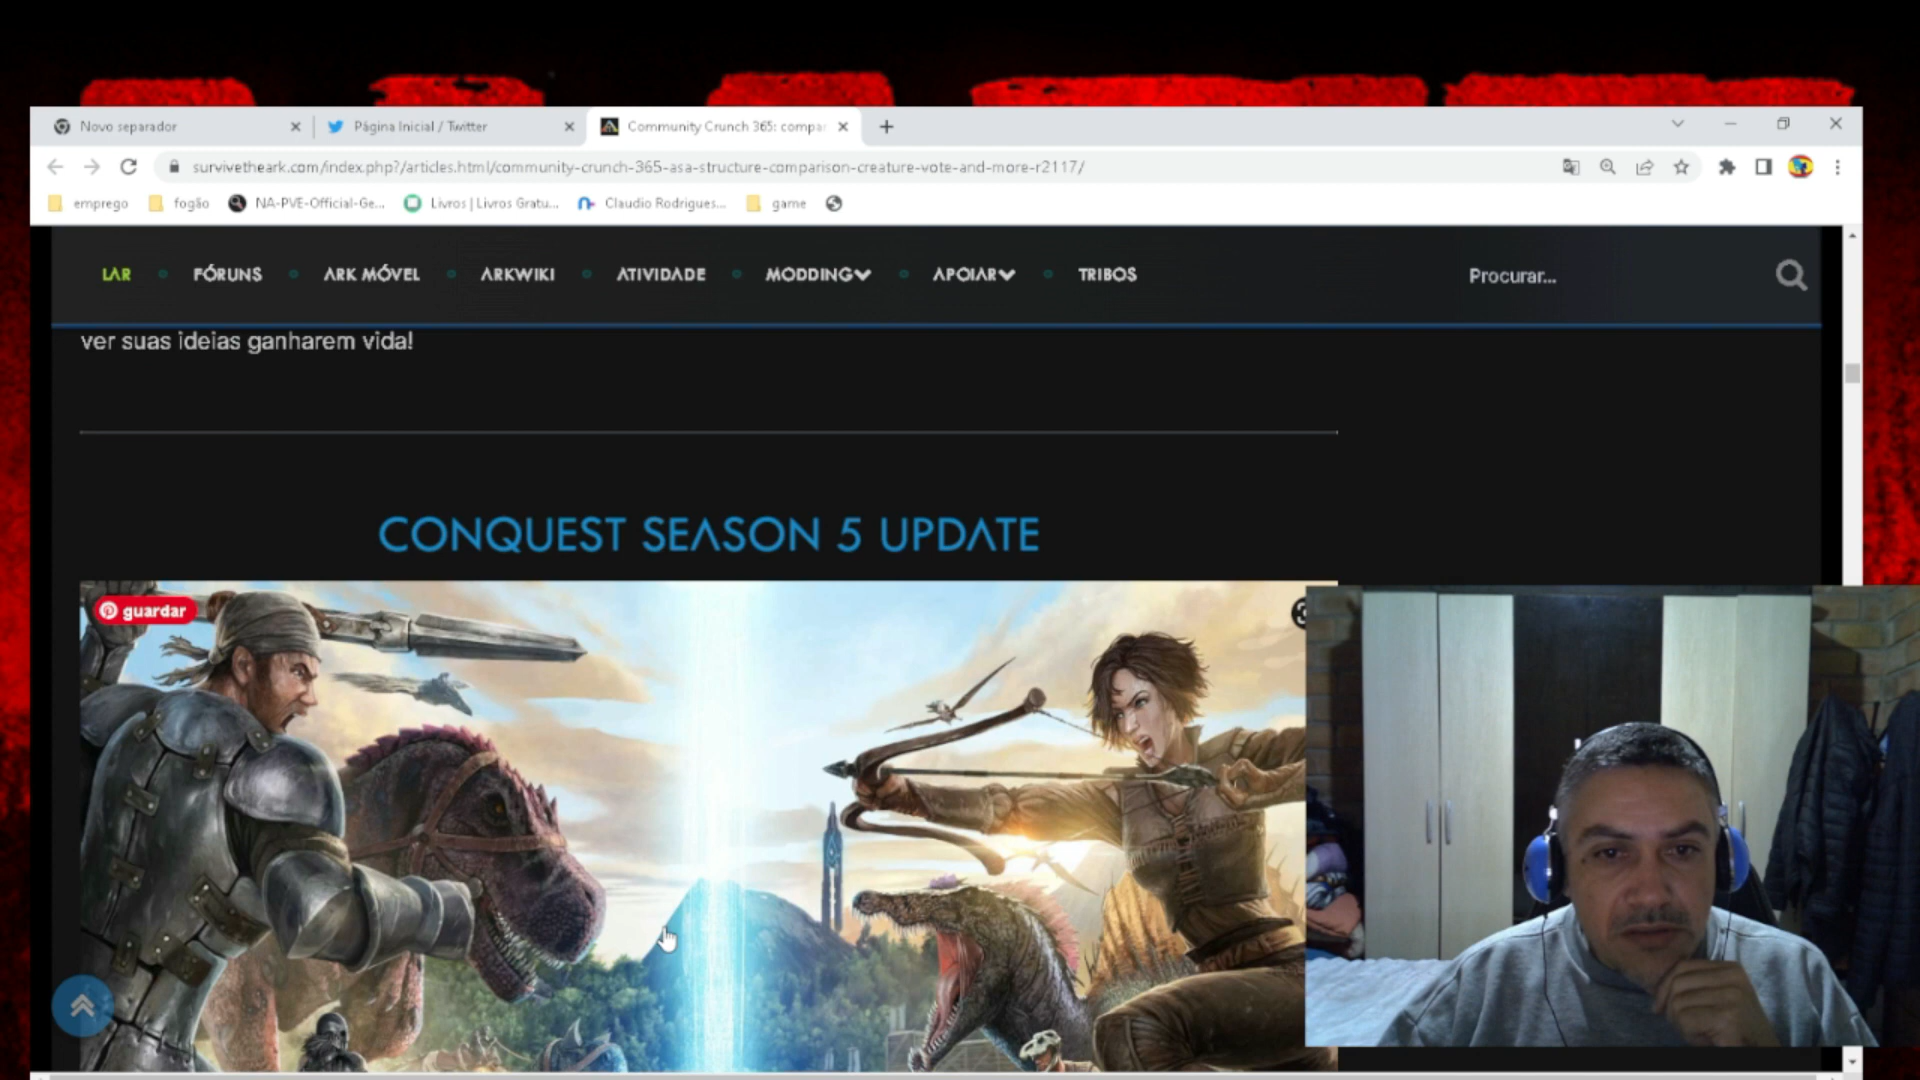 Novo separador
Página Inicial / Twitter
Community Crunch 365: compa
survivetheark.com/index.php?/articles.html/community-crunch-365-asa-structure-comparison-creature-vote-and-more-r2117/
emprego
fogão
NA-PVE-Official-Ge...
Livros | Livros Gratu...
Claudio Rodrigues...
game
LAR
FÓRUNS
ARK MÓVEL
ARKWIKI
ATIVIDADE
MODDING
APOIAR
TRIBOS
Procurar...
ver suas ideias ganharem vida!
CONQUEST SEASON 5 UPDATE
guardar